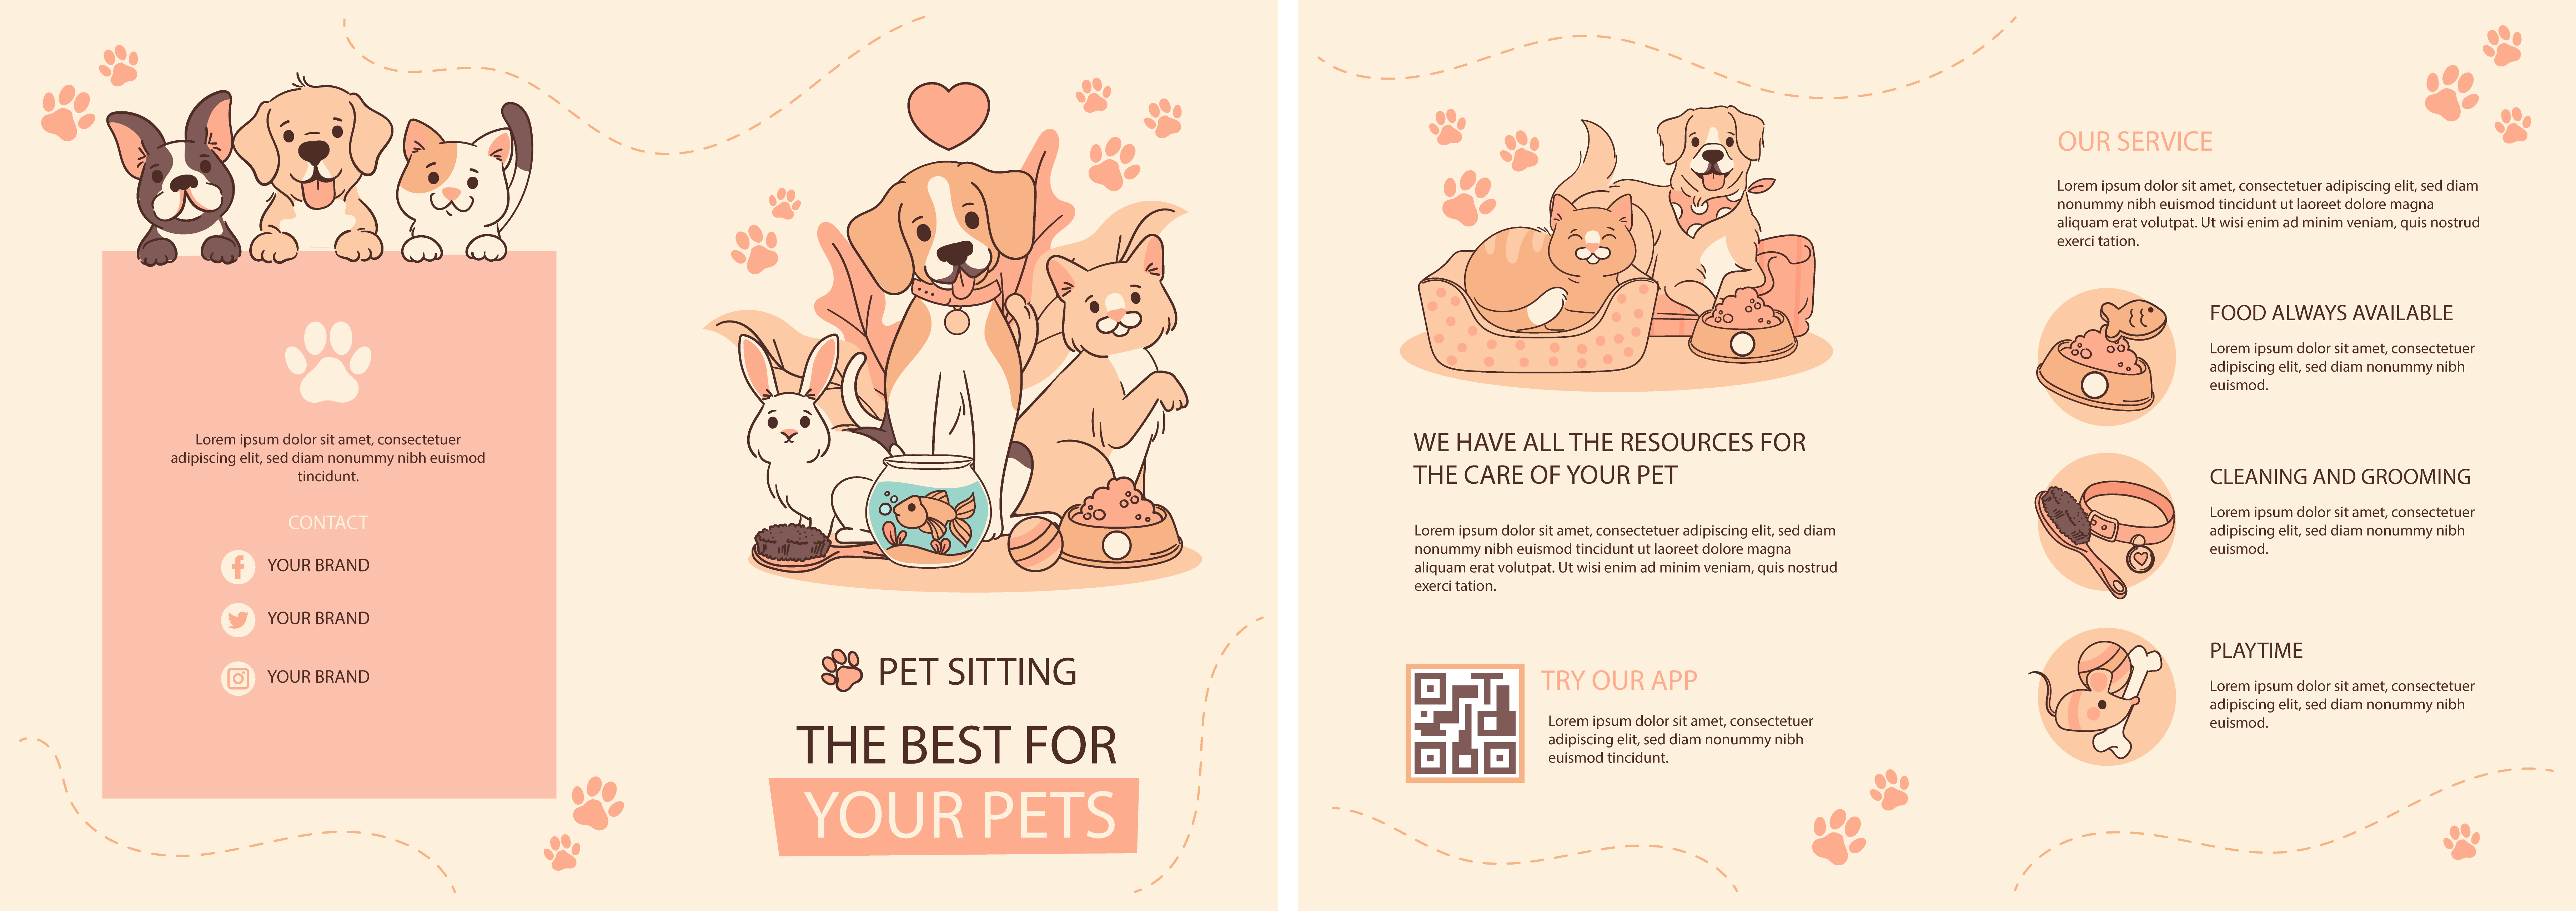 Lorem ipsum dolor sit amet, consectetuer
adipiscing elit, sed diam nonummy nibh euismod
tincidunt.
CONTACT
YOUR BRAND
YOUR BRAND
YOUR BRAND
PET SITTING
THE BEST FOR
YOUR PETS
WE HAVE ALL THE RESOURCES FOR
THE CARE OF YOUR PET
Lorem ipsum dolor sit amet, consectetuer adipiscing elit, sed diam
nonummy nibh euismod tincidunt ut laoreet dolore magna
aliquam erat volutpat. Ut wisi enim ad minim veniam, quis nostrud
exerci tation.
TRY OUR APP
Lorem ipsum dolor sit amet, consectetuer
adipiscing elit, sed diam nonummy nibh
euismod tincidunt.
OUR SERVICE
Lorem ipsum dolor sit amet, consectetuer adipiscing elit, sed diam
nonummy nibh euismod tincidunt ut laoreet dolore magna
aliquam erat volutpat. Ut wisi enim ad minim veniam, quis nostrud
exerci tation.
FOOD ALWAYS AVAILABLE
Lorem ipsum dolor sit amet, consectetuer
adipiscing elit, sed diam nonummy nibh
euismod.
CLEANING AND GROOMING
Lorem ipsum dolor sit amet, consectetuer
adipiscing elit, sed diam nonummy nibh
euismod.
PLAYTIME
Lorem ipsum dolor sit amet, consectetuer
adipiscing elit, sed diam nonummy nibh
euismod.